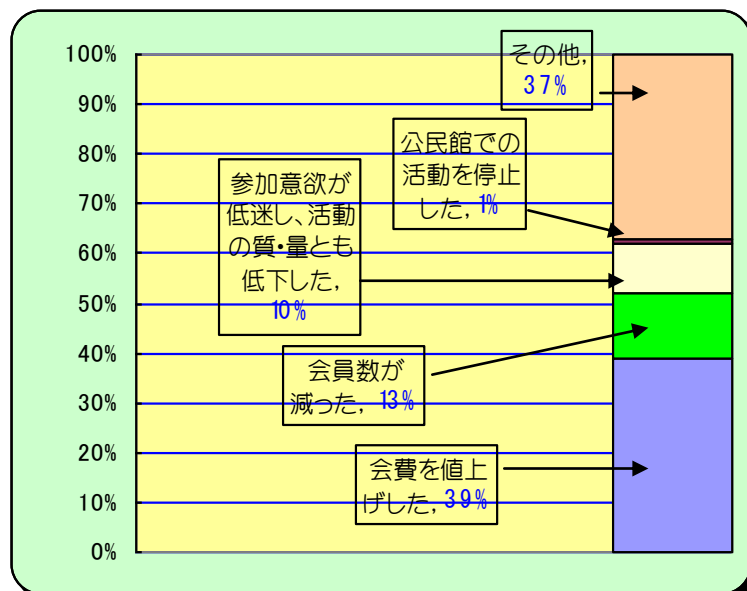 100%
90%
80%
70%
60%
50%
40%
30%
20%
10%
0%
その他,
37%
公民館での
活動を停止
した, 1%
参加意欲が
低迷し、活動
の質・量とも
低下した,
10%
会員数が
減った, 13%
会費を値上
げした, 39%